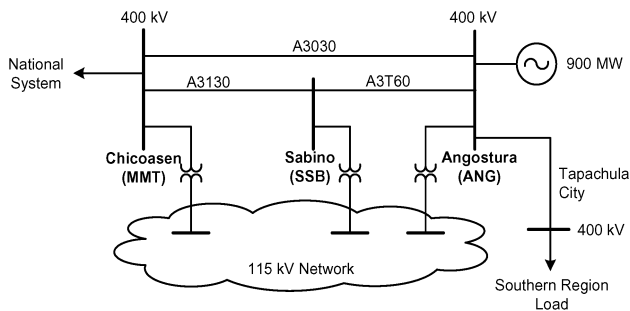 400 kV
400 kV
A3030
National
System
900 MW
A3130
A3T60
Chicoasen
(MMT)
Sabino
(SSB)
Angostura
(ANG)
Tapachula
City
400 kV
115 kV Network
Southern Region
Load